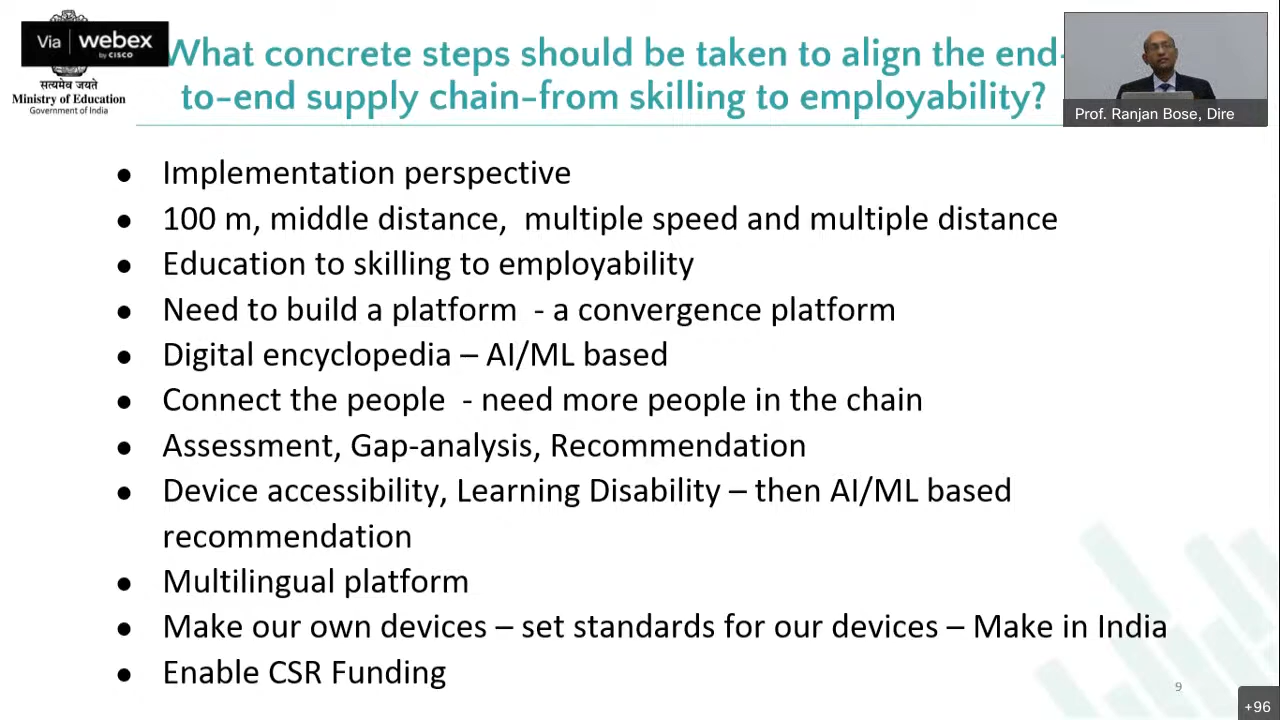 Via webex
by CISCO
सत्यमेव जयते
Ministry of Education
Government of India
What concrete steps should be taken to align the end-
to-end supply chain-from skilling to employability?
Prof. Ranjan Bose, Dire
● Implementation perspective
● 100 m, middle distance,  multiple speed and multiple distance
● Education to skilling to employability
● Need to build a platform  - a convergence platform
● Digital encyclopedia – AI/ML based
● Connect the people  - need more people in the chain
● Assessment, Gap-analysis, Recommendation
● Device accessibility, Learning Disability – then AI/ML based
recommendation
● Multilingual platform
● Make our own devices – set standards for our devices – Make in India
● Enable CSR Funding
9
+96